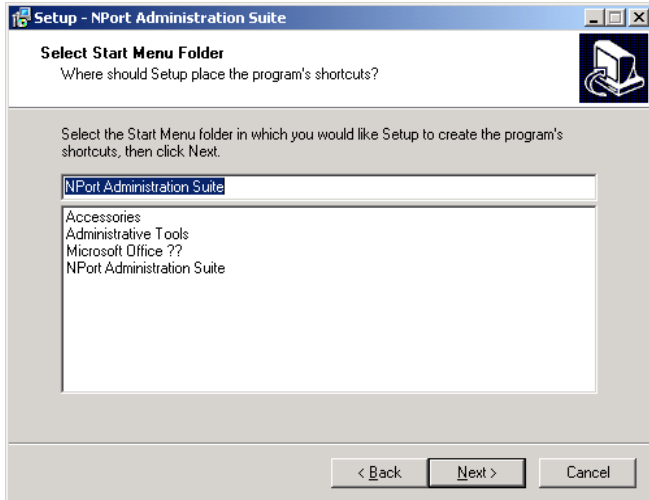 Setup - NPort Administration Suite
Select Start Menu Folder
Where should Setup place the program's shortcuts?
Select the Start Menu folder in which you would like Setup to create the program's
shortcuts, then click Next.
NPort Administration Suite
Accessories
Administrative Tools
Microsoft Office ??
NPort Administration Suite
< Back
Next >
Cancel